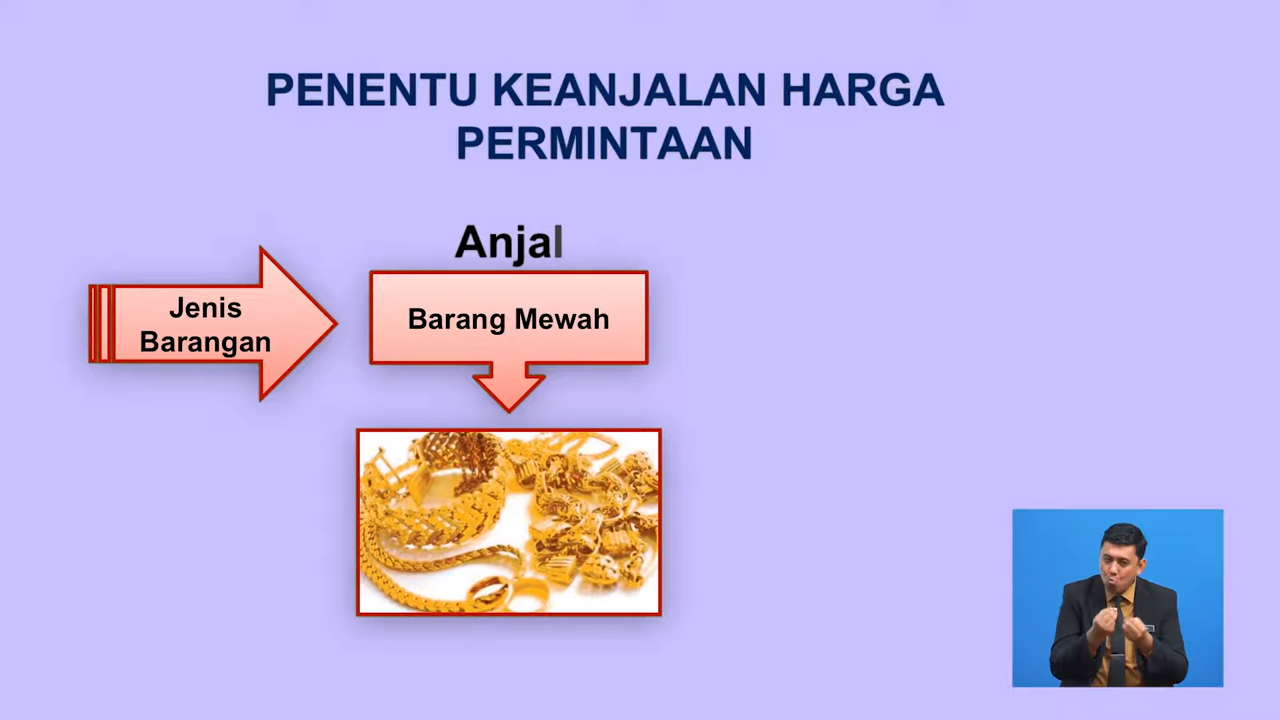 PENENTU KEANJALAN HARGA
PERMINTAAN
Anjal
Jenis
Barangan
Barang Mewah